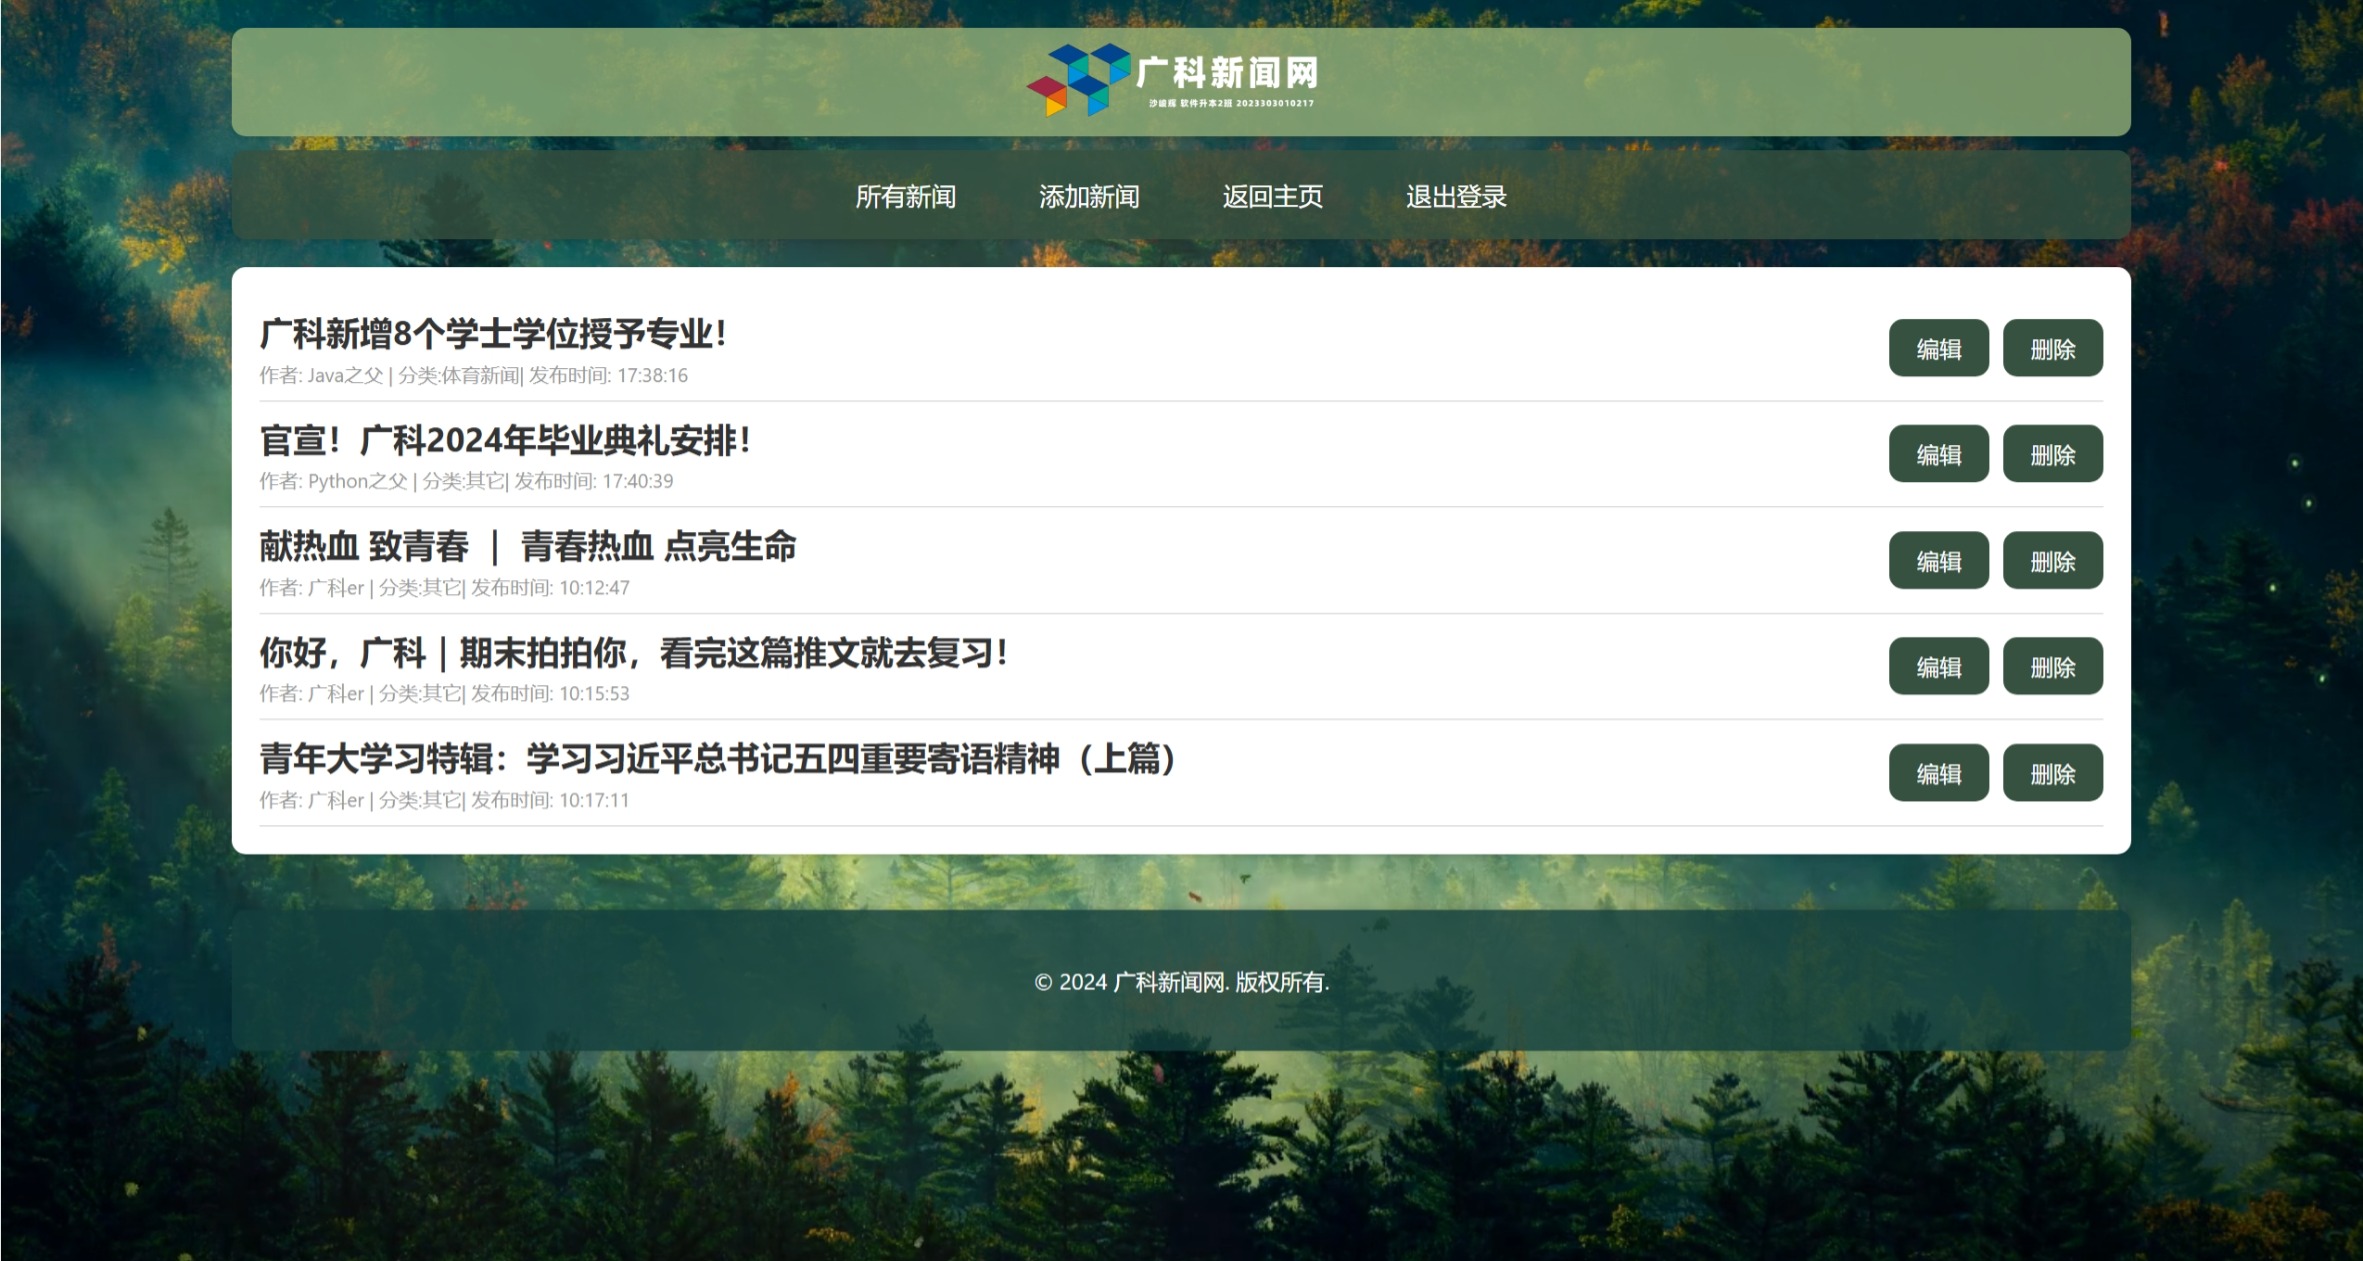 广科新闻网
沙峻辉 软件升本2班 2023303010217
所有新闻 添加新闻 返回主页 退出登录
广科新增8个学士学位授予专业！
编辑 删除
作者: Java之父 | 分类:体育新闻| 发布时间: 17:38:16
官宣！广科2024年毕业典礼安排！
编辑 删除
作者: Python之父 | 分类:其它| 发布时间: 17:40:39
献热血 致青春 ｜ 青春热血 点亮生命
编辑 删除
作者: 广科er | 分类:其它| 发布时间: 10:12:47
你好，广科｜期末拍拍你，看完这篇推文就去复习！
编辑 删除
作者: 广科er | 分类:其它| 发布时间: 10:15:53
青年大学习特辑：学习习近平总书记五四重要寄语精神（上篇）
编辑 删除
作者: 广科er | 分类:其它| 发布时间: 10:17:11
© 2024 广科新闻网. 版权所有.